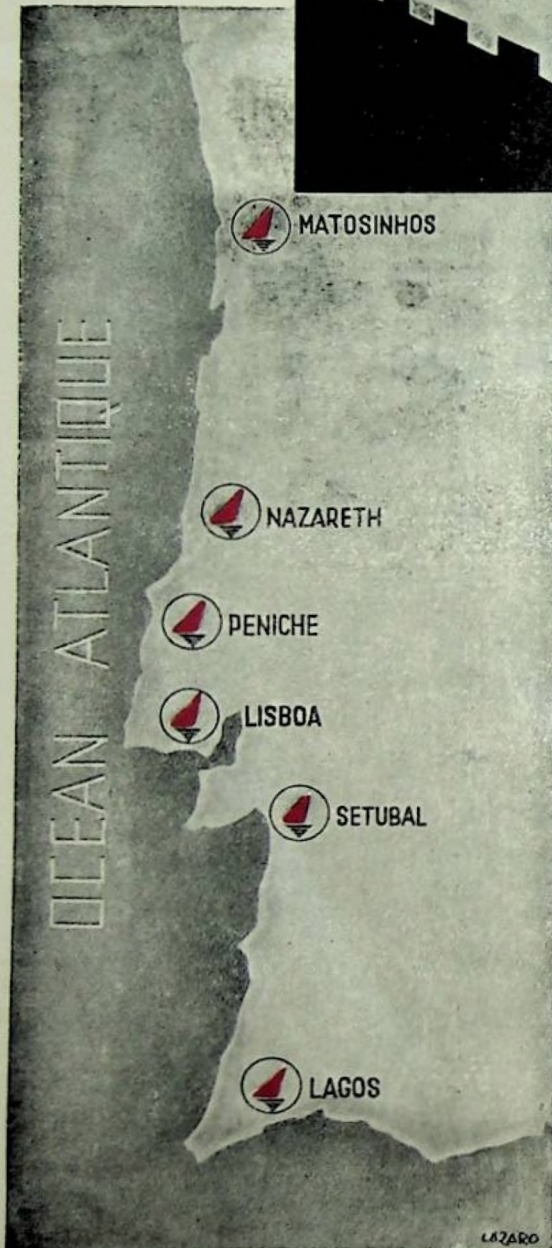 MATOSINHOS
OCEAN ATLANTIQUE
NAZARETH
PENICHE
LISBOA
SETUBAL
LAGOS
LAZARO